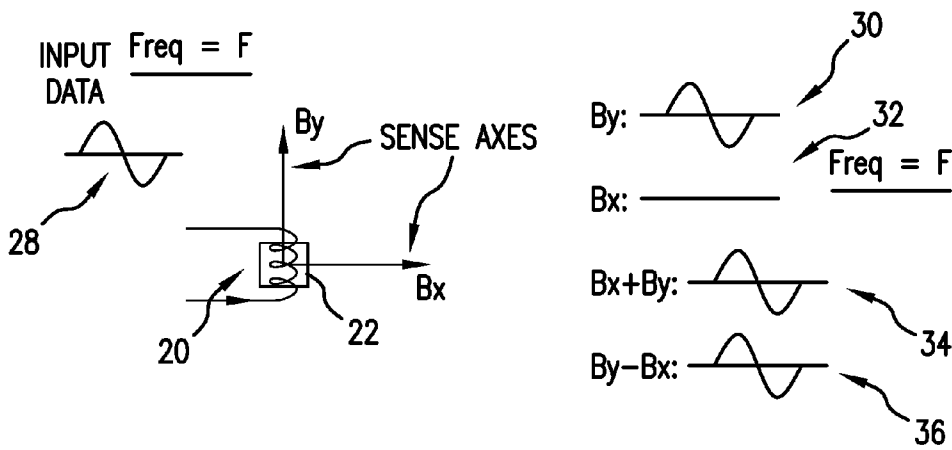 INPUT DATA
Freq = F
28
By
SENSE AXES
Bx
20
22
By:
30
Bx:
32
Freq = F
Bx+By:
34
By-Bx:
36